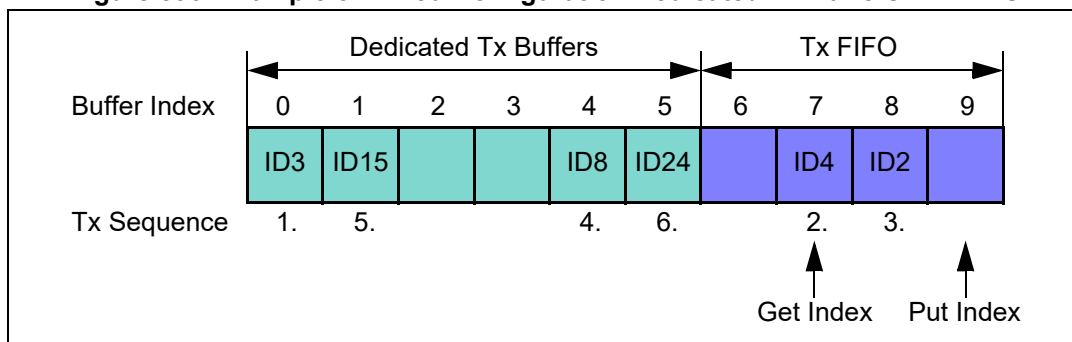 Dedicated Tx Buffers Tx FIFO
Buffer Index 0 1 2 3 4 5 6 7 8 9
ID3 ID15 ID8 ID24 ID4 ID2
Tx Sequence 1. 5. 4. 6. 2. 3.
Get Index Put Index